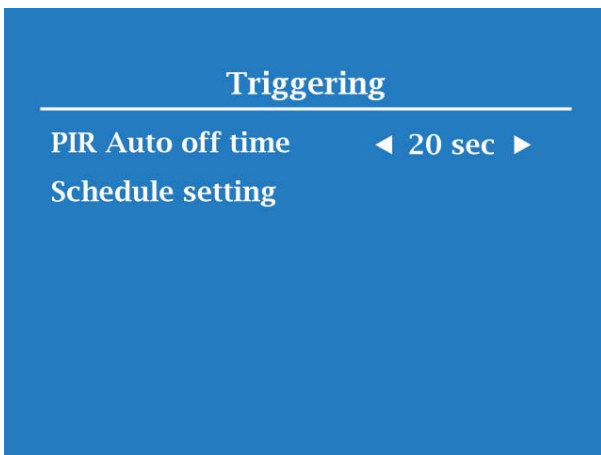 Triggering
PIR Auto off time ◀ 20 sec ▶
Schedule setting